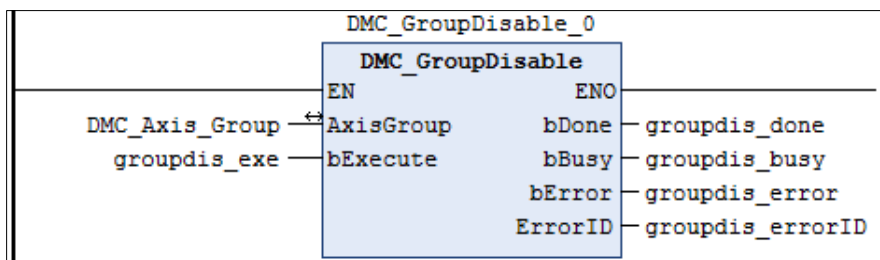 DMC_GroupDisable_0
DMC_GroupDisable
EN ENO
DMC_Axis_Group AxisGroup bDone groupdis_done
groupdis_exe bExecute bBusy groupdis_busy
bError groupdis_error
ErrorID groupdis_errorID